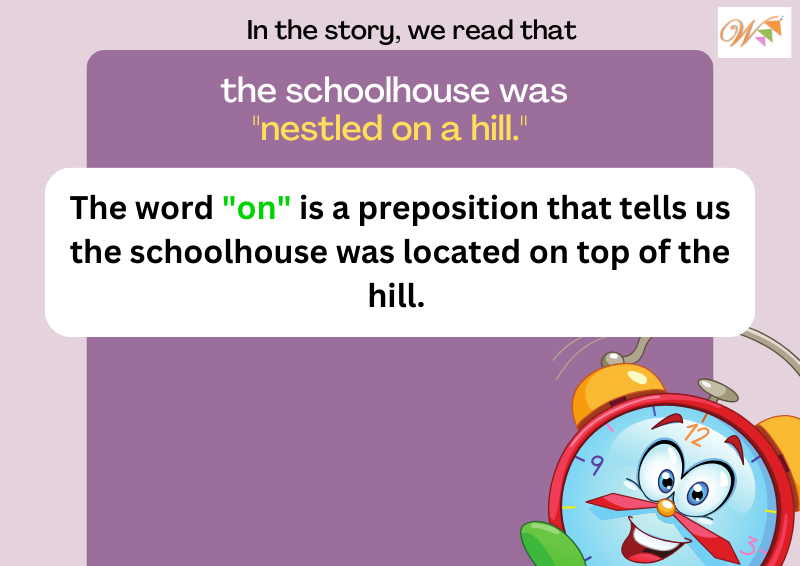 In the story, we read that
W
the schoolhouse was
"nestled on a hill."
The word "on" is a preposition that tells us
the schoolhouse was located on top of the
hill.
12
9
3